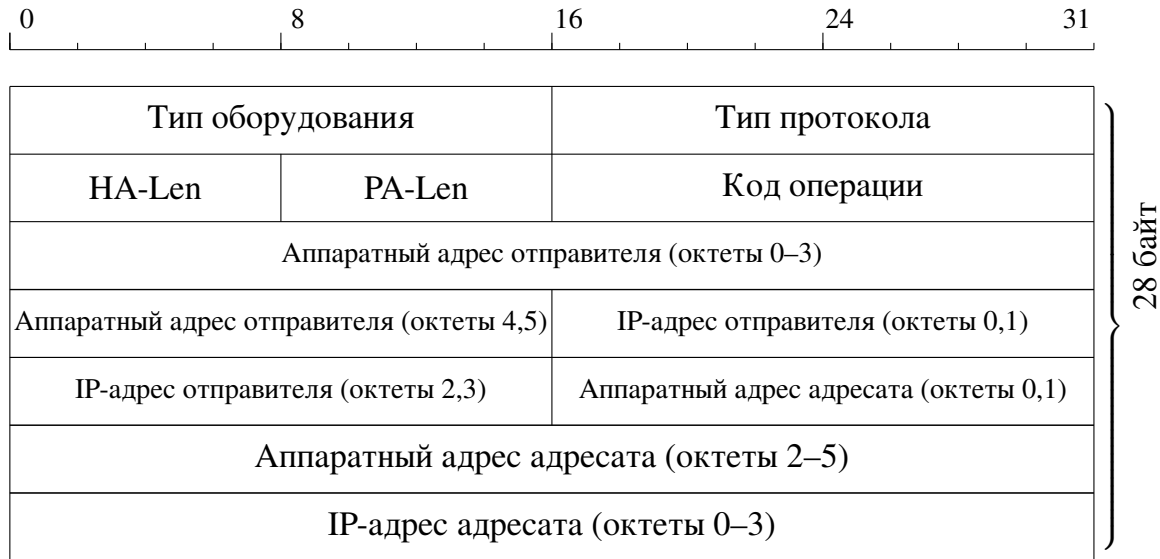 0 8 16 24 31
Тип оборудования Тип протокола
HA-Len PA-Len Код операции
Аппаратный адрес отправителя (октеты 0–3)
Аппаратный адрес отправителя (октеты 4,5) IP-адрес отправителя (октеты 0,1)
IP-адрес отправителя (октеты 2,3) Аппаратный адрес адресата (октеты 0,1)
Аппаратный адрес адресата (октеты 2–5)
IP-адрес адресата (октеты 0–3)
28 байт